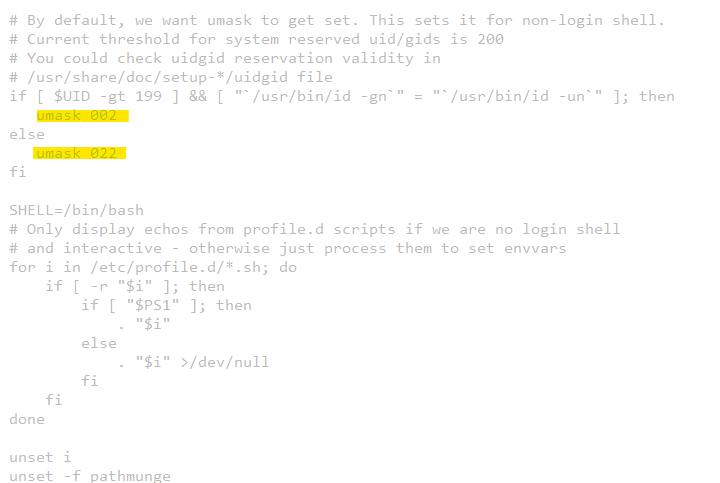 # By default, we want umask to get set. This sets it for non-login shell.
# Current threshold for system reserved uid/gids is 200
# You could check uidgid reservation validity in
# /usr/share/doc/setup-*/uidgid file
if [ $UID -gt 199 ] && [ "`/usr/bin/id -gn`" = "`/usr/bin/id -un`" ]; then
   umask 002
else
   umask 022
fi

SHELL=/bin/bash
# Only display echos from profile.d scripts if we are no login shell
# and interactive - otherwise just process them to set envvars
for i in /etc/profile.d/*.sh; do
    if [ -r "$i" ]; then
        if [ "$PS1" ]; then
            . "$i"
        else
            . "$i" >/dev/null
        fi
    fi
done

unset i
unset -f pathmunge